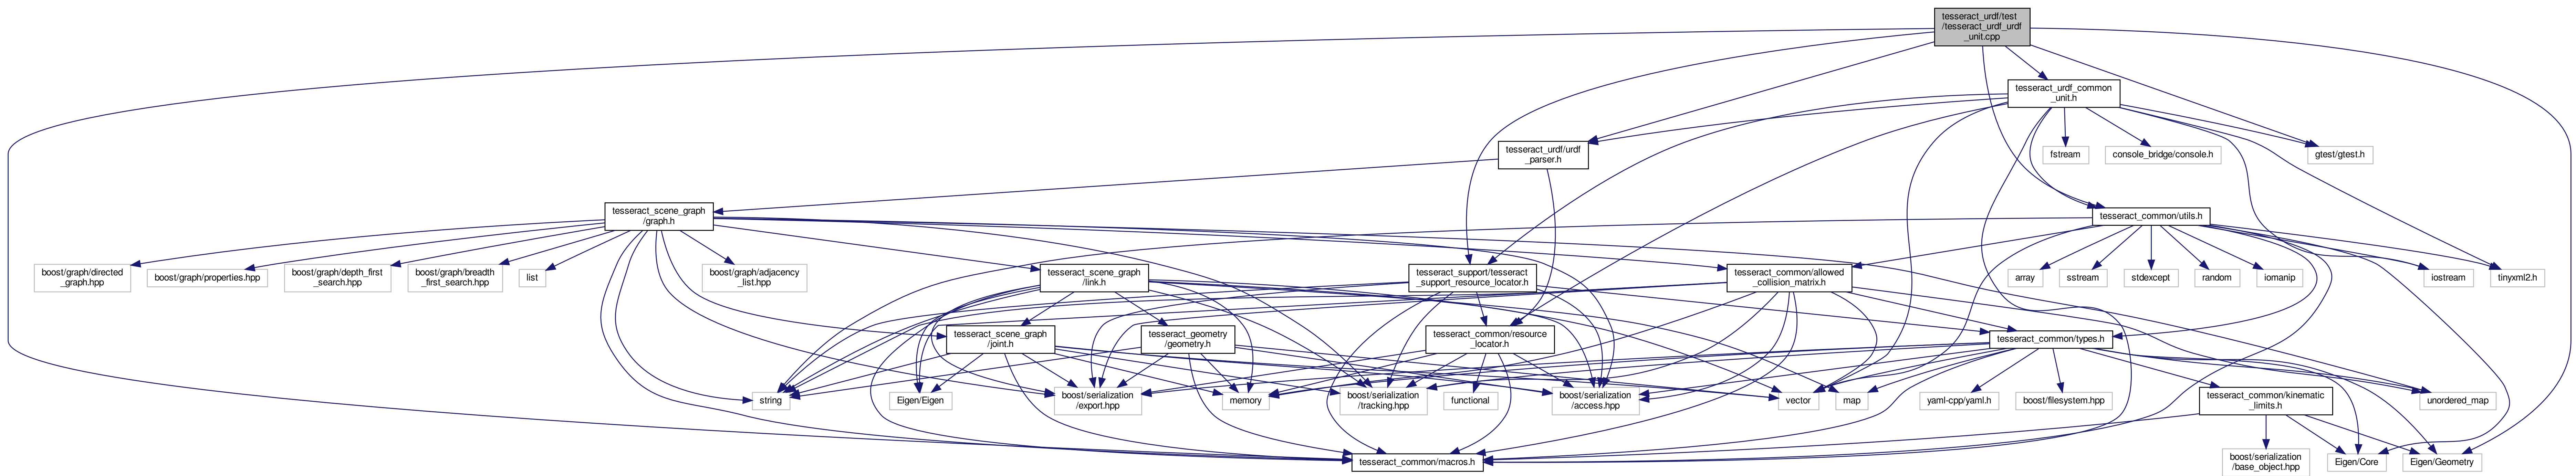 tesseract_urdf/test
/tesseract_urdf_urdf
_unit.cpp
tesseract_urdf_common
_unit.h
tesseract_urdf/urdf
_parser.h
fstream
console_bridge/console.h
gtest/gtest.h
tesseract_scene_graph
/graph.h
tesseract_common/utils.h
boost/graph/directed
_graph.hpp
boost/graph/properties.hpp
boost/graph/depth_first
_search.hpp
boost/graph/breadth
_first_search.hpp
list
boost/graph/adjacency
_list.hpp
tesseract_scene_graph
/link.h
tesseract_support/tesseract
_support_resource_locator.h
tesseract_common/allowed
_collision_matrix.h
array
sstream
stdexcept
random
iomanip
iostream
tinyxml2.h
tesseract_scene_graph
/joint.h
tesseract_geometry
/geometry.h
tesseract_common/resource
_locator.h
tesseract_common/types.h
string
Eigen/Eigen
boost/serialization
/export.hpp
memory
boost/serialization
/tracking.hpp
functional
boost/serialization
/access.hpp
vector
map
yaml-cpp/yaml.h
boost/filesystem.hpp
tesseract_common/kinematic
_limits.h
unordered_map
tesseract_common/macros.h
boost/serialization
/base_object.hpp
Eigen/Core
Eigen/Geometry